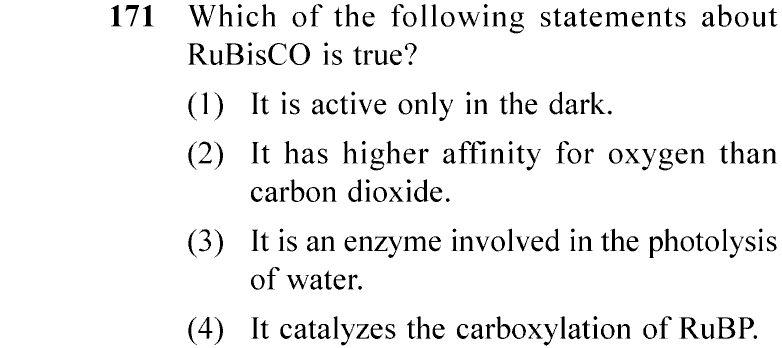 171 Which of the following statements about
RuBisCO is true?
(1) It is active only in the dark.
(2) It has higher affinity for oxygen than
carbon dioxide.
(3) It is an enzyme involved in the photolysis
of water.
(4) It catalyzes the carboxylation of RuBP.